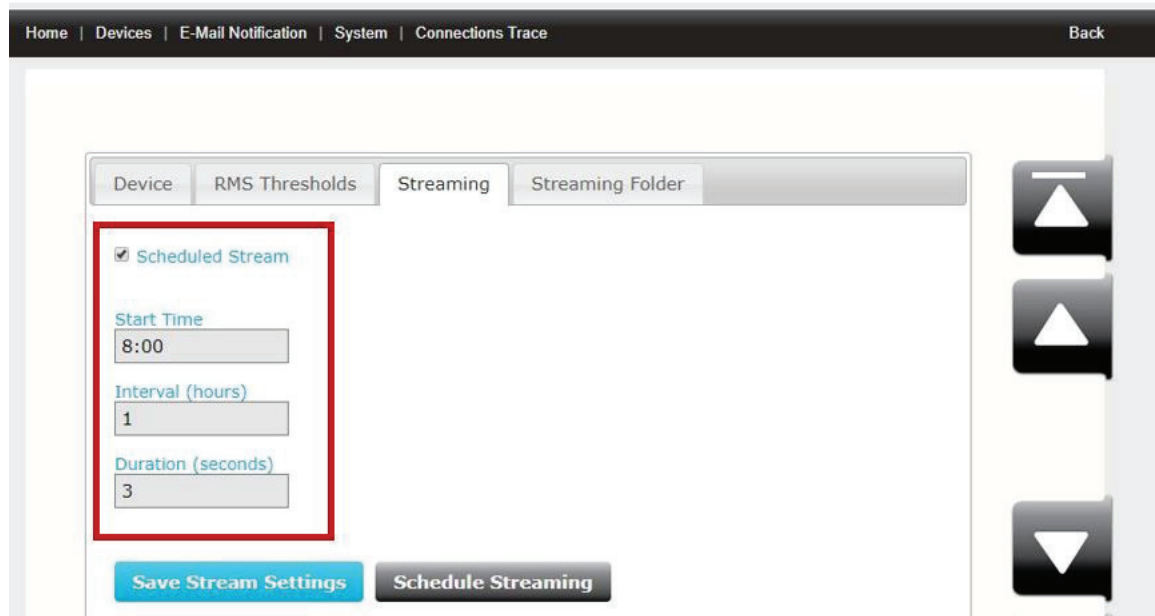 Home | Devices | E-Mail Notification | System | Connections Trace Back
Device RMS Thresholds Streaming Streaming Folder
Scheduled Stream
Start Time
8:00
Interval (hours)
1
Duration (seconds)
3
Save Stream Settings Schedule Streaming